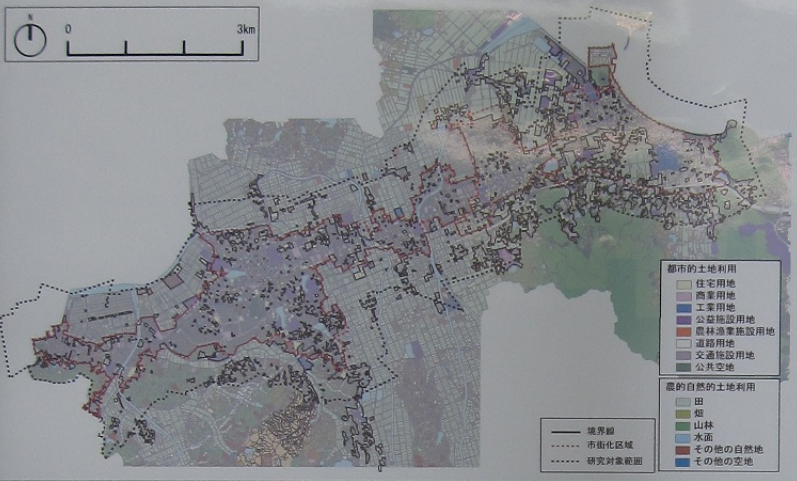 N
0 3km
都市的土地利用
住宅用地
商業用地
工業用地
公益施設用地
農林漁業施設用地
道路用地
交通施設用地
公共空地
農的自然的土地利用
田
畑
山林
水面
その他の自然地
その他の空地
境界線
市街化区域
研究対象範囲